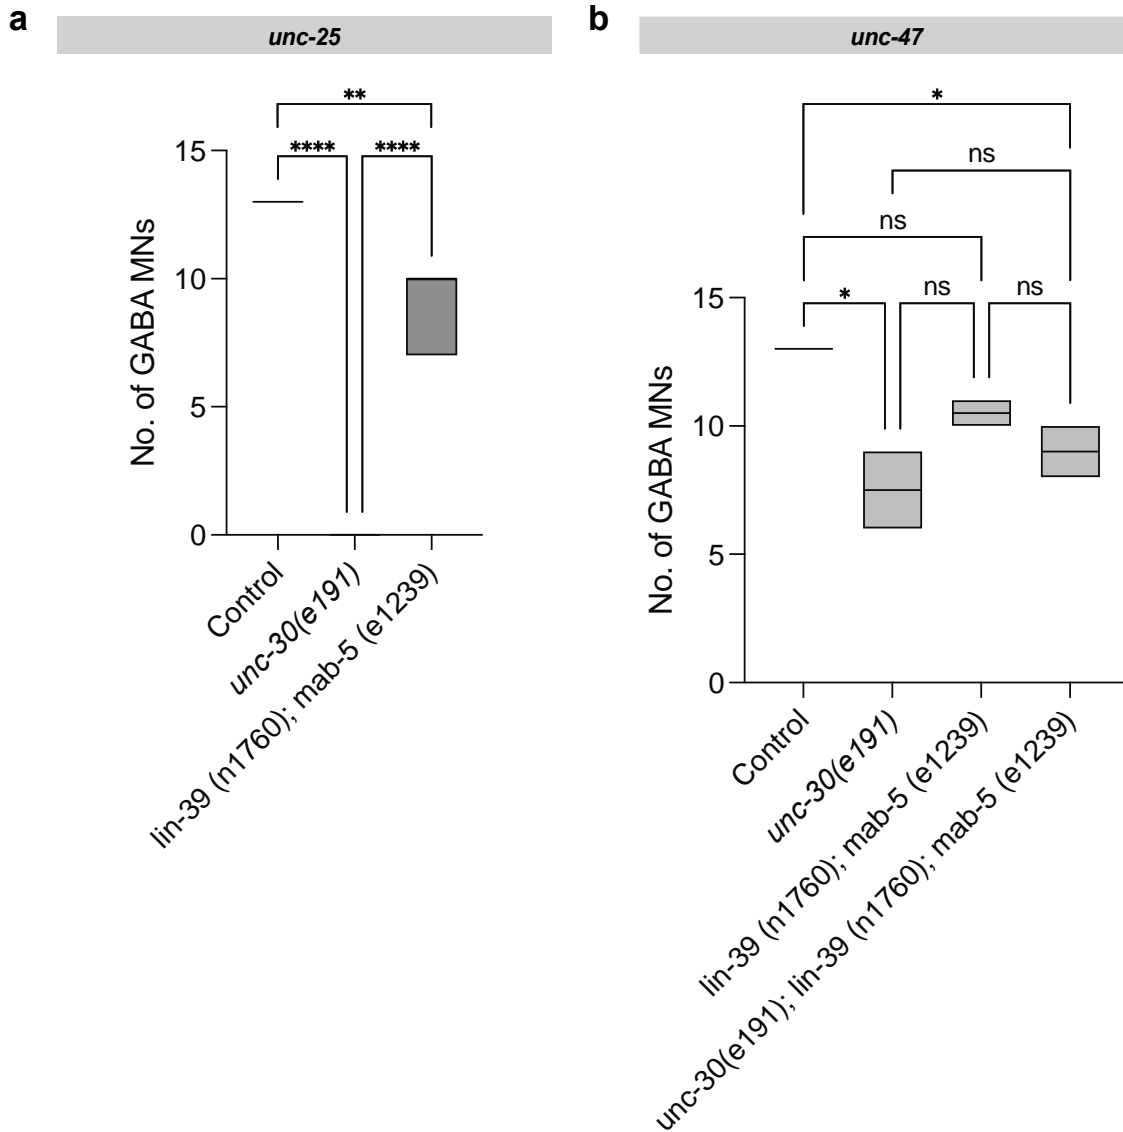 a
unc-25
**
**** ****
15
10
5
0
No. of GABA MNs
Control
unc-30(e191)
lin-39 (n1760); mab-5 (e1239)
b
unc-47
*
ns
ns
* ns ns
15
10
5
0
No. of GABA MNs
Control
unc-30(e191)
lin-39 (n1760); mab-5 (e1239)
unc-30(e191); lin-39 (n1760); mab-5 (e1239)